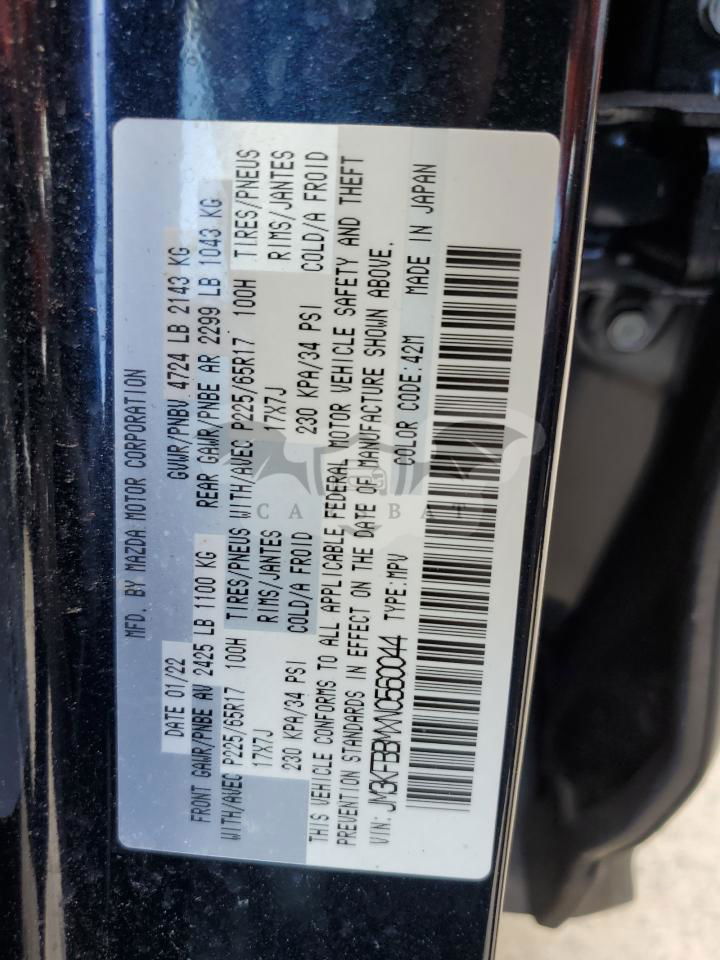 MFD. BY MAZDA MOTOR CORPORATION
DATE 01/22 GVWR/PNBV 4724 LB 2143 KG
FRONT GAWR/PNBE AV 2425 LB 1100 KG REAR GAWR/PNBE AR 2299 LB 1043 KG
WITH/AVEC P225/65R17 100H TIRES/PNEUS WITH/AVEC P225/65R17 100H TIRES/PNEUS
17X7J RIMS/JANTES 17X7J RIMS/JANTES
230 KPA/34 PSI COLD/A FROID 230 KPA/34 PSI COLD/A FROID
THIS VEHICLE CONFORMS TO ALL APPLICABLE FEDERAL MOTOR VEHICLE SAFETY AND THEFT
PREVENTION STANDARDS IN EFFECT ON THE DATE OF MANUFACTURE SHOWN ABOVE.
VIN: TYPE:MPV COLOR CODE:42M MADE IN JAPAN